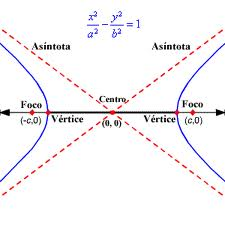 x²/a² - y²/b² = 1
Asíntota Asíntota
Foco Centro Foco
(-c,0) Vértice (0, 0) Vértice (c,0)